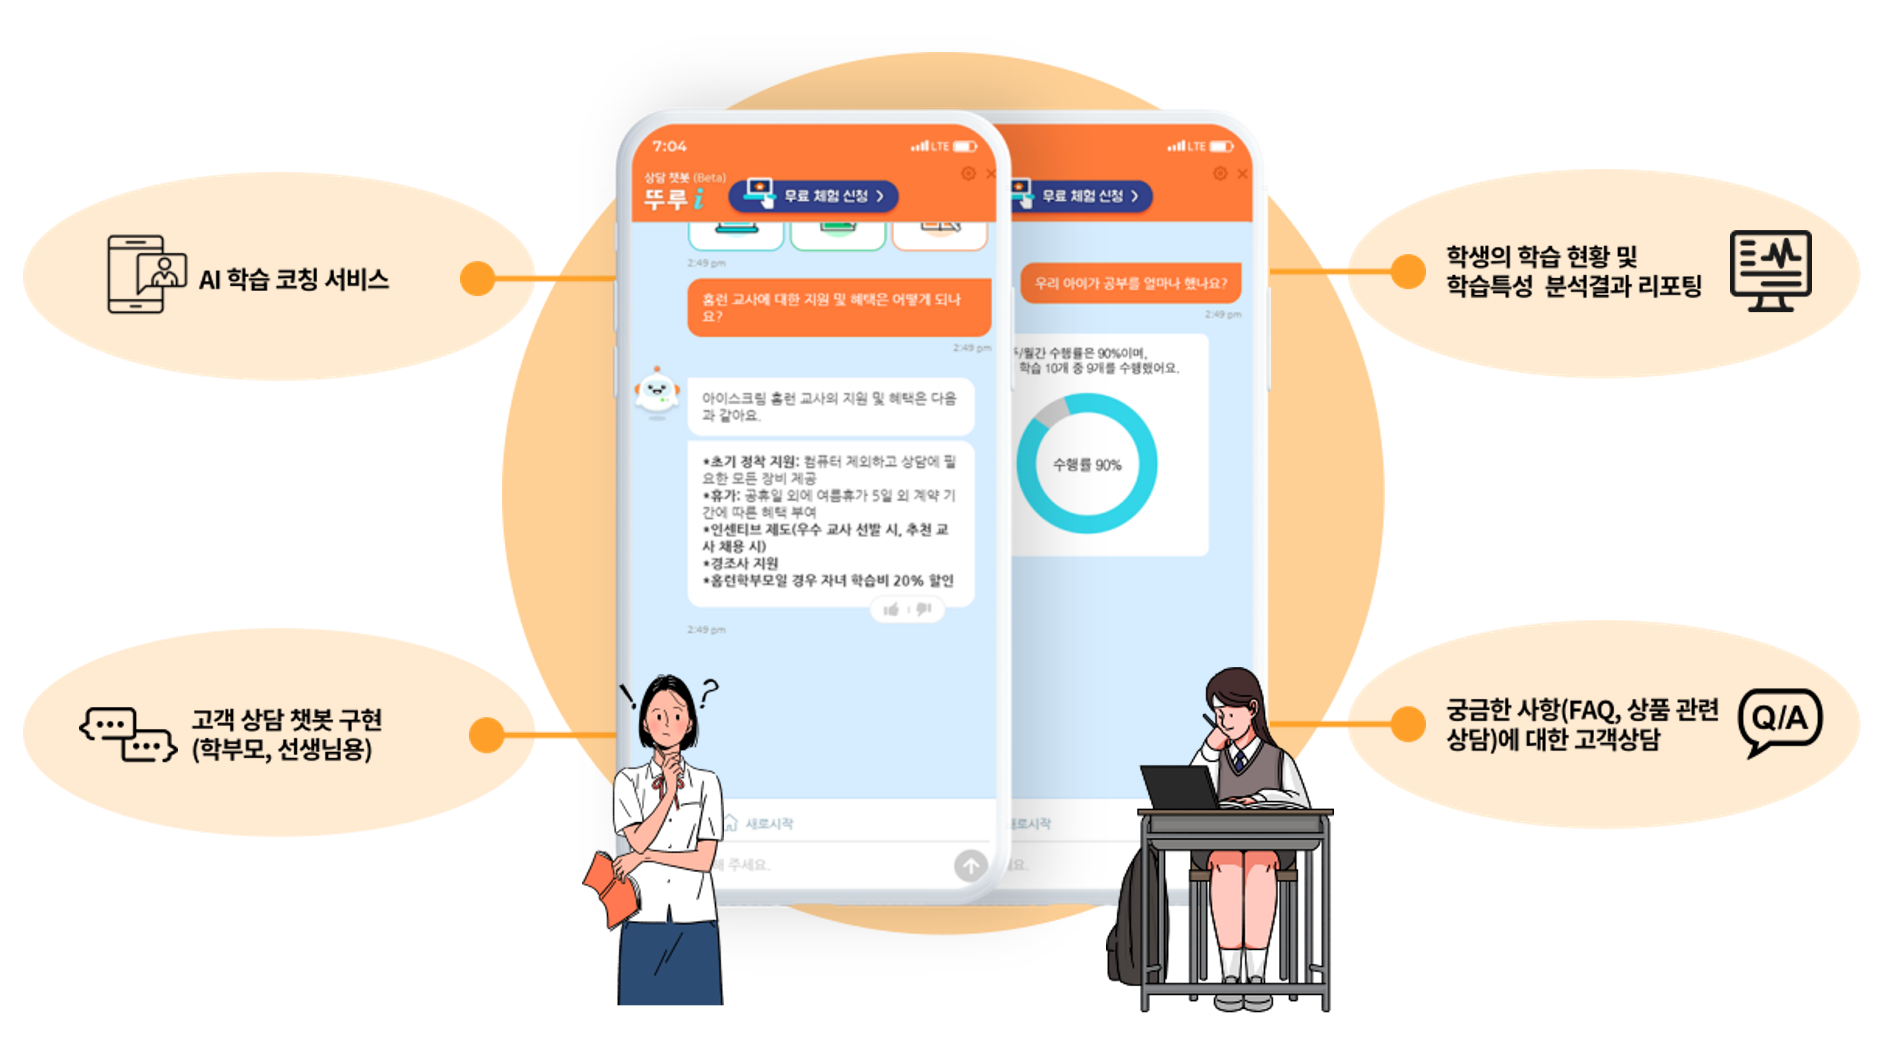 AI 학습 코칭 서비스
고객 상담 챗봇 구현
(학부모, 선생님용)
7:04
LTE
상담 챗봇 (Beta)
뚜루 i
무료 체험 신청 >
2:49 pm
홈런 교사에 대한 지원 및 혜택은 어떻게 되나
요?
2:49 pm
아이스크림 홈런 교사의 지원 및 혜택은 다음
과 같아요.
*초기 정착 지원: 컴퓨터 제외하고 상담에 필
요한 모든 장비 제공
*휴가: 공휴일 외에 여름휴가 5일 외 계약 기
간에 따른 혜택 부여
*인센티브 제도(우수 교사 선발 시, 추천 교
사 채용 시)
*경조사 지원
*홈런학부모일 경우 자녀 학습비 20% 할인
2:49 pm
새로시작
해 주세요.
! ?
LTE
무료 체험 신청 >
우리 아이가 공부를 얼마나 했나요?
2:49 pm
/월간 수행률은 90%이며,
학습 10개 중 9개를 수행했어요.
수행률 90%
새로시작
요.
학생의 학습 현황 및
학습특성 분석결과 리포팅
궁금한 사항(FAQ, 상품 관련
상담)에 대한 고객상담
Q/A